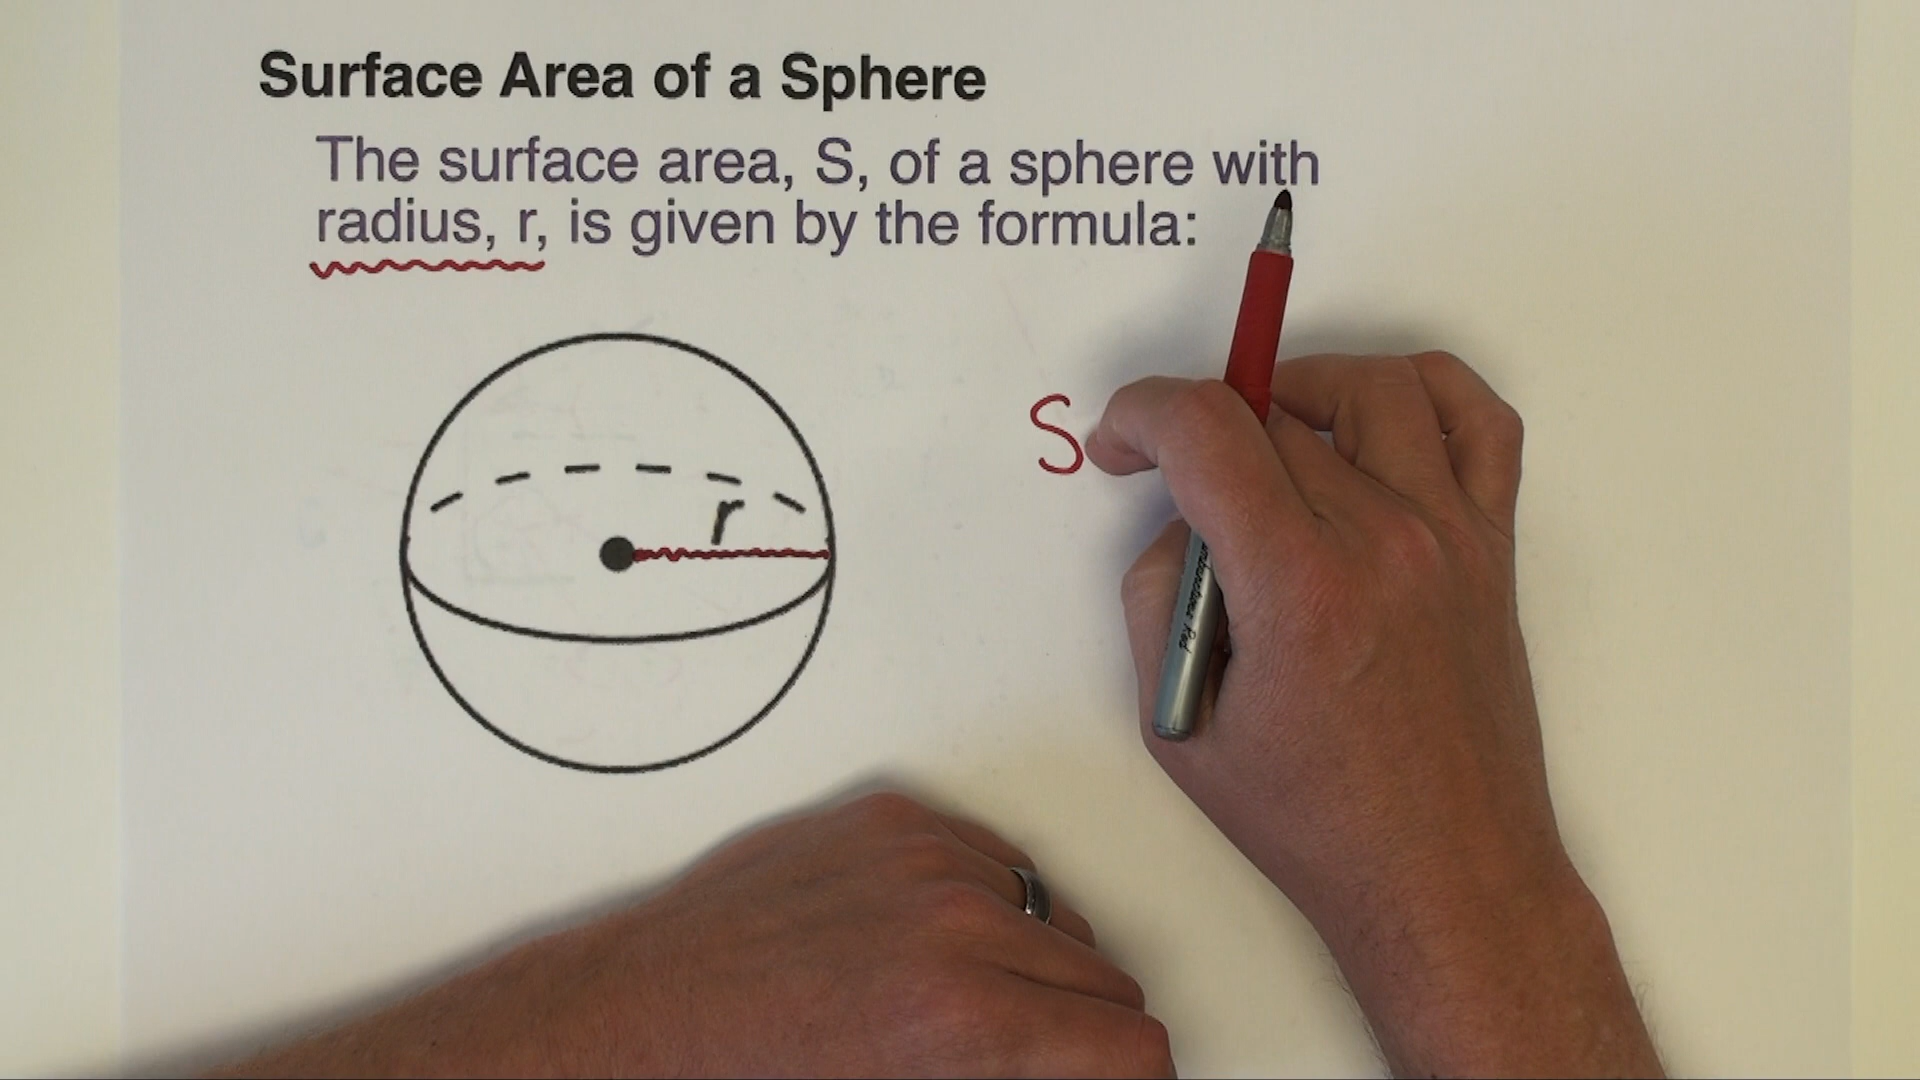 Surface Area of a Sphere
The surface area, S, of a sphere with
radius, r, is given by the formula:
S
r